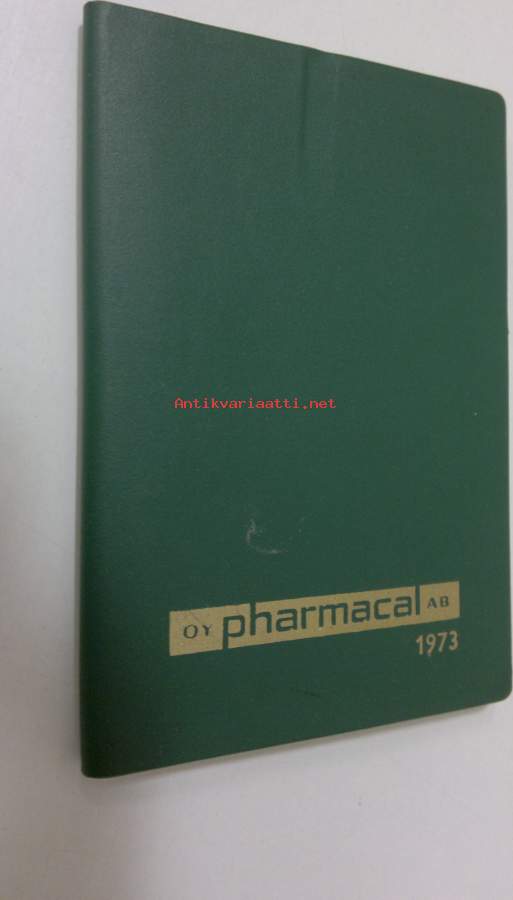 Antikvariaatti.net
OY pharmacal AB
1973